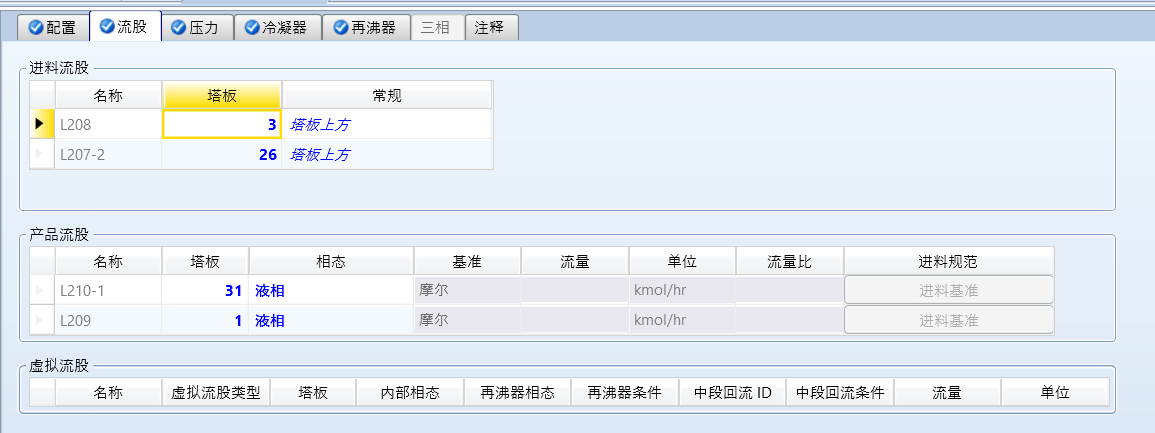 配置 流股 压力 冷凝器 再沸器 三相 注释
进料流股
名称 塔板 常规
L208 3 塔板上方
L207-2 26 塔板上方
产品流股
名称 塔板 相态 基准 流量 单位 流量比 进料规范
L210-1 31 液相 摩尔 kmol/hr 进料基准
L209 1 液相 摩尔 kmol/hr 进料基准
虚拟流股
名称 虚拟流股类型 塔板 内部相态 再沸器相态 再沸器条件 中段回流 ID 中段回流条件 流量 单位